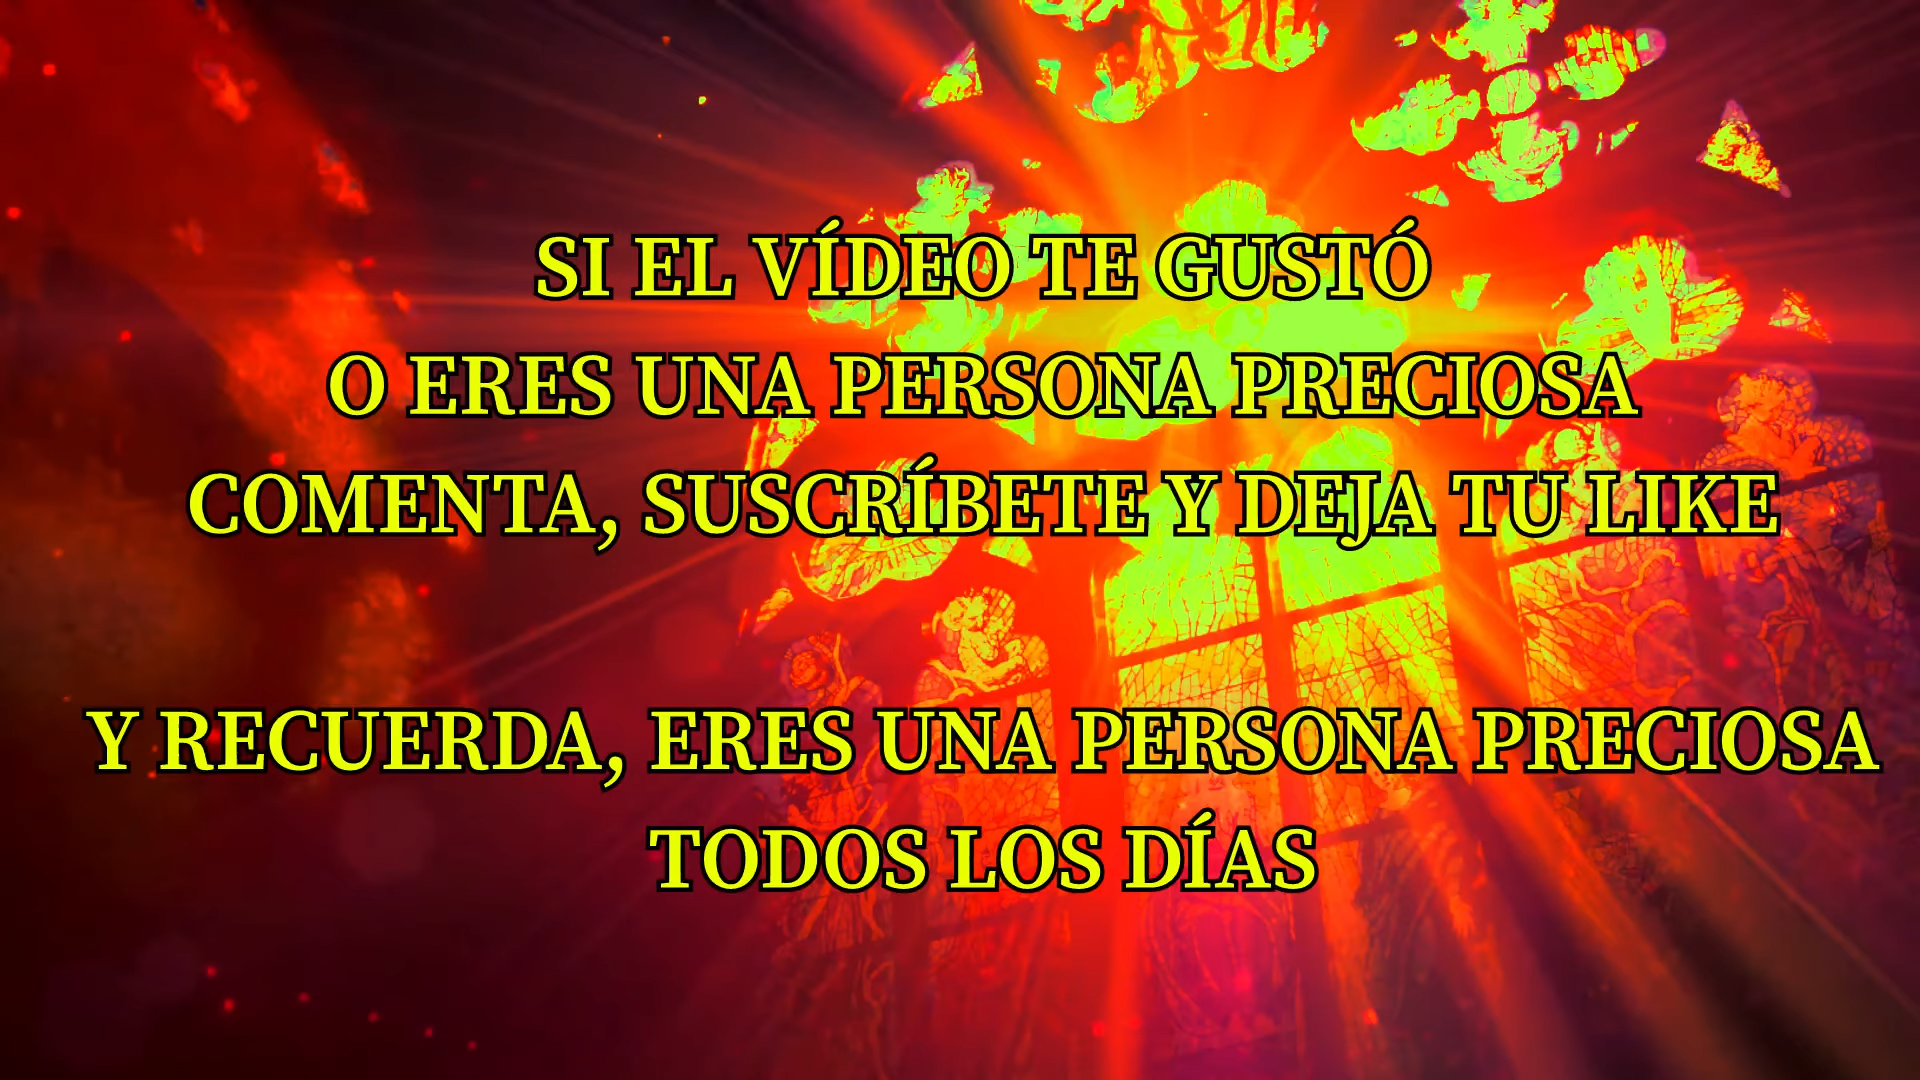 SI EL VÍDEO TE GUSTÓ
O ERES UNA PERSONA PRECIOSA
COMENTA, SUSCRÍBETE Y DEJA TU LIKE
Y RECUERDA, ERES UNA PERSONA PRECIOSA
TODOS LOS DÍAS